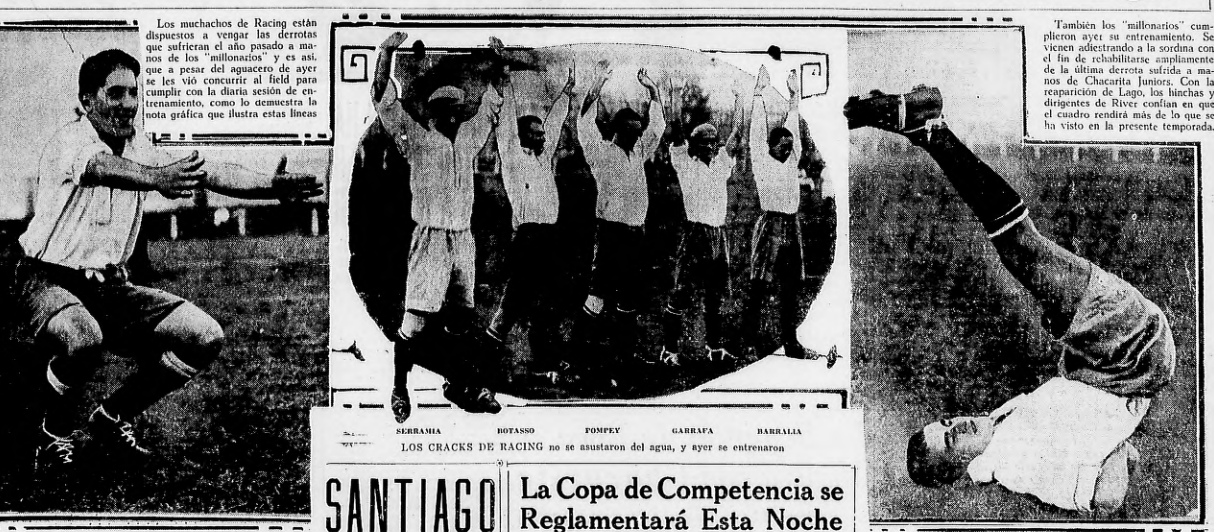 Los muchachos de Racing están
dispuestos a vengar las derrotas
que sufrieran el año pasado a ma-
nos de los "millonarios" y es así,
que a pesar del aguacero de ayer
se les vió concurrir al field para
cumplir con la diaria sesión de en-
trenamiento, como lo demuestra la
nota gráfica que ilustra estas líneas
También los "millonarios" cum-
plieron ayer su entrenamiento. Se
vienen adiestrando a la sordina con
el fin de rehabilitarse ampliamente
de la última derrota sufrida a ma-
nos de Chacarita Juniors. Con la
reaparición de Lago, los hinchas y
dirigentes de River confían en que
el cuadro rendirá más de lo que se
ha visto en la presente temporada.
SERRAMIA BOTASSO POMPEY GARRAFA BARRALIA
LOS CRACKS DE RACING no se asustaron del agua, y ayer se entrenaron
SANTIAGO
La Copa de Competencia se
Reglamentará Esta Noche